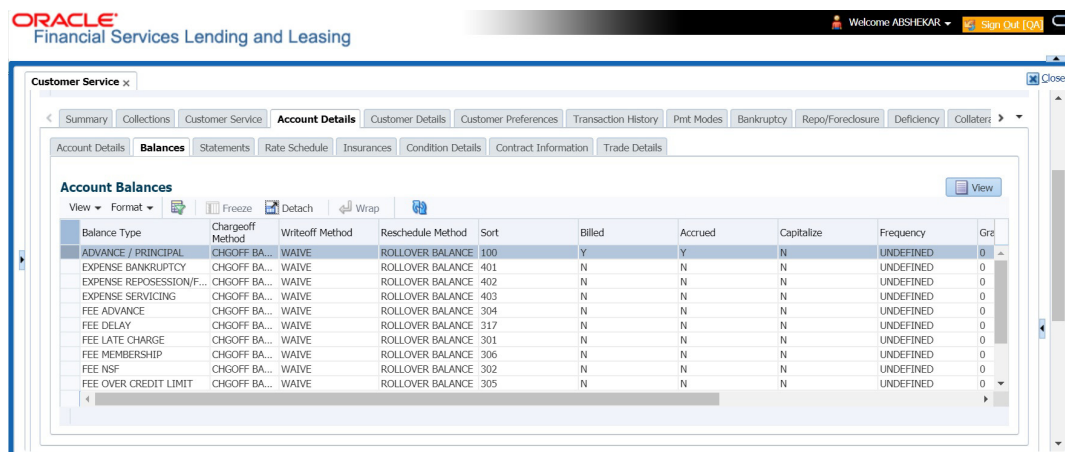 ORACLE®
Welcome ABSHEKAR
Sign Out [QA]
Financial Services Lending and Leasing
Customer Service ×
Close
Summary Collections Customer Service Account Details Customer Details Customer Preferences Transaction History Pmt Modes Bankruptcy Repo/Foreclosure Deficiency Collatera
Account Details Balances Statements Rate Schedule Insurances Condition Details Contract Information Trade Details
Account Balances
View
View Format Freeze Detach Wrap
Balance Type Chargeoff Method Writeoff Method Reschedule Method Sort Billed Accrued Capitalize Frequency Gra
ADVANCE / PRINCIPAL CHGOFF BA... WAIVE ROLLOVER BALANCE 100 Y Y N UNDEFINED 0
EXPENSE BANKRUPTCY CHGOFF BA... WAIVE ROLLOVER BALANCE 401 N N N UNDEFINED 0
EXPENSE REPOSESSION/F... CHGOFF BA... WAIVE ROLLOVER BALANCE 402 N N N UNDEFINED 0
EXPENSE SERVICING CHGOFF BA... WAIVE ROLLOVER BALANCE 403 N N N UNDEFINED 0
FEE ADVANCE CHGOFF BA... WAIVE ROLLOVER BALANCE 304 N N N UNDEFINED 0
FEE DELAY CHGOFF BA... WAIVE ROLLOVER BALANCE 317 N N N UNDEFINED 0
FEE LATE CHARGE CHGOFF BA... WAIVE ROLLOVER BALANCE 301 N N N UNDEFINED 0
FEE MEMBERSHIP CHGOFF BA... WAIVE ROLLOVER BALANCE 306 N N N UNDEFINED 0
FEE NSF CHGOFF BA... WAIVE ROLLOVER BALANCE 302 N N N UNDEFINED 0
FEE OVER CREDIT LIMIT CHGOFF BA... WAIVE ROLLOVER BALANCE 305 N N N UNDEFINED 0